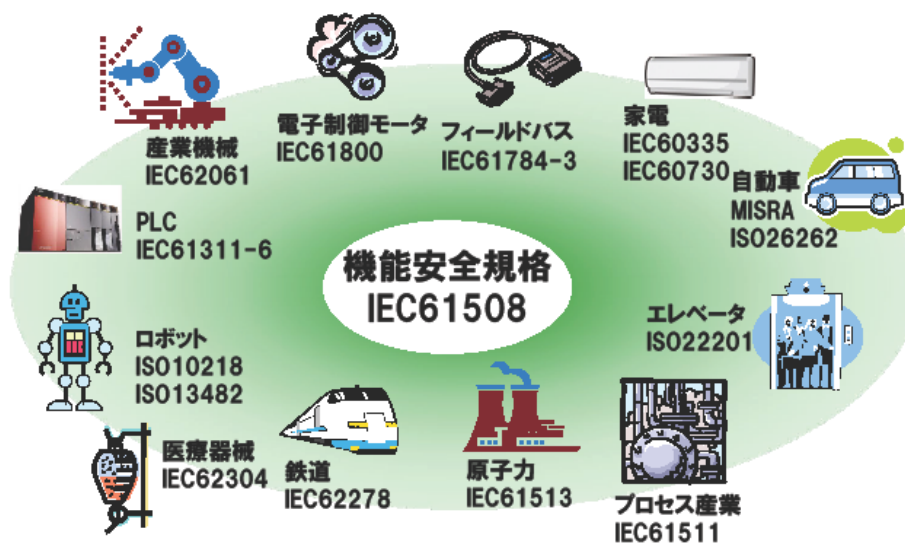 産業機械
IEC62061
電子制御モータ
IEC61800
フィールドバス
IEC61784-3
家電
IEC60335
IEC60730
自動車
MISRA
ISO26262
PLC
IEC61311-6
機能安全規格
IEC61508
エレベータ
ISO22201
ロボット
ISO10218
ISO13482
医療器械
IEC62304
鉄道
IEC62278
原子力
IEC61513
プロセス産業
IEC61511